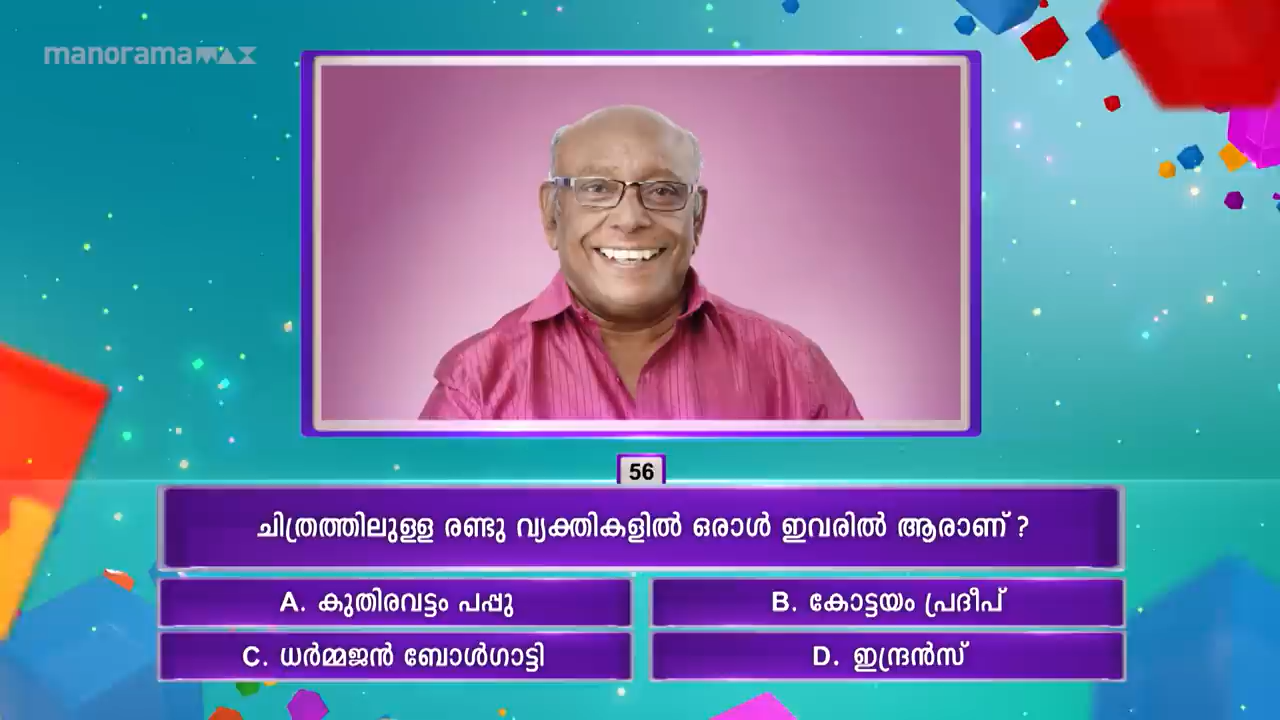 manoramaMAX
56
ചിത്രത്തിലുള്ള രണ്ടു വ്യക്തികളിൽ ഒരാൾ ഇവരിൽ ആരാണ് ?
A. കുതിരവട്ടം പപ്പു
B. കോട്ടയം പ്രദീപ്
C. ധർമ്മജൻ ബോൾഗാട്ടി
D. ഇന്ദ്രൻസ്